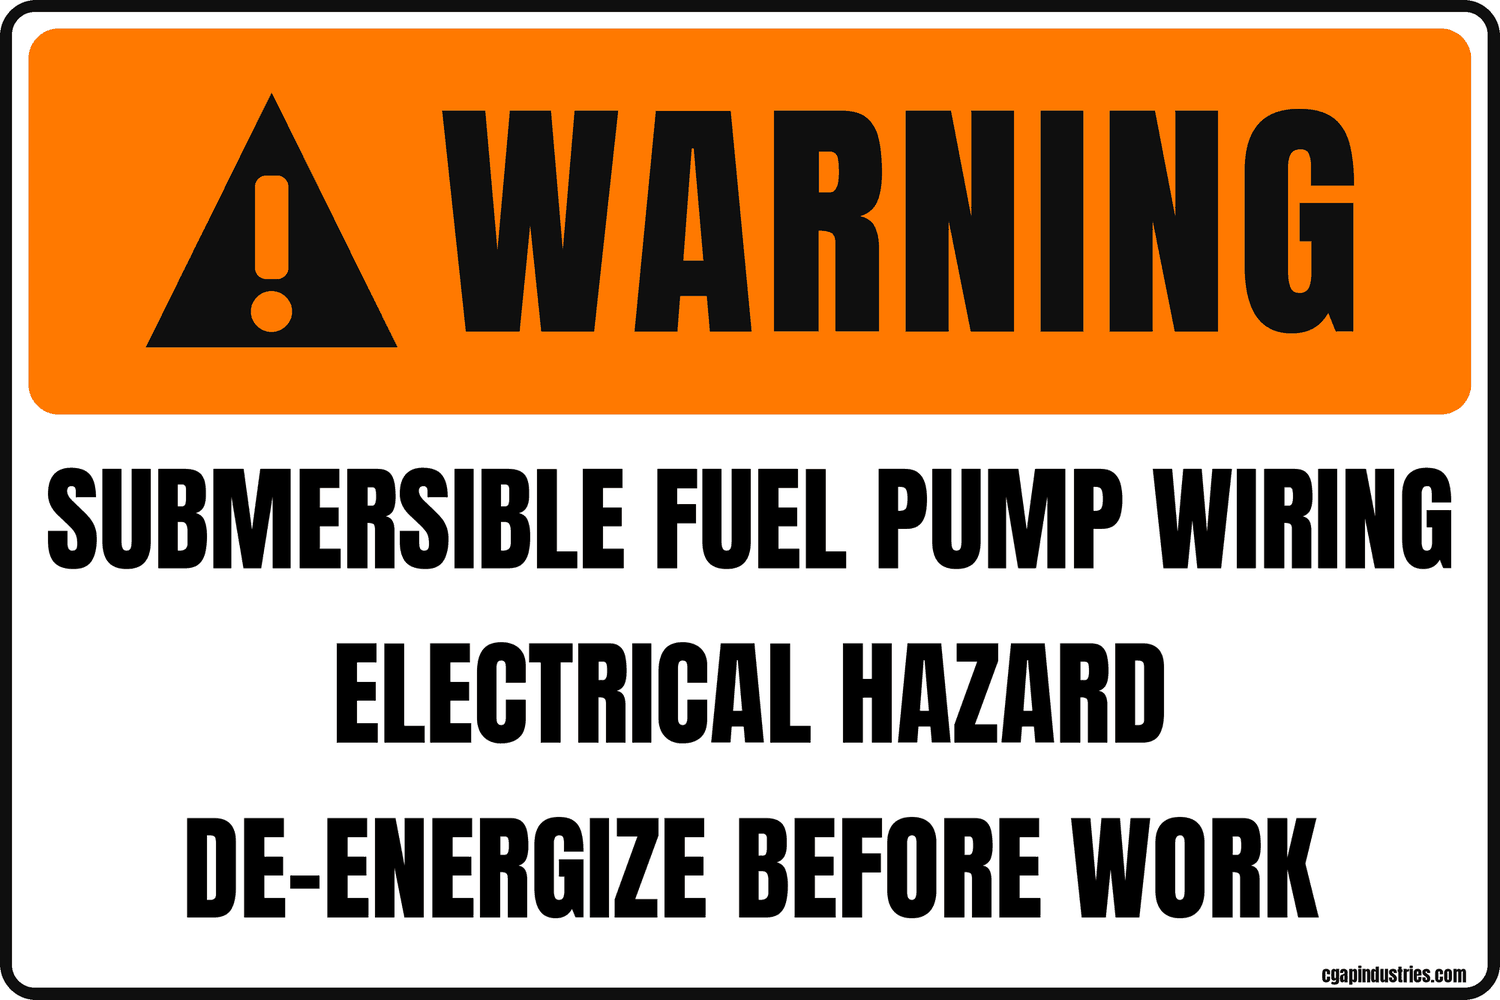 WARNING
SUBMERSIBLE FUEL PUMP WIRING
ELECTRICAL HAZARD
DE-ENERGIZE BEFORE WORK
cgapindustries.com